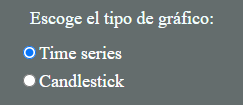 Escoge el tipo de gráfico:
Time series
Candlestick